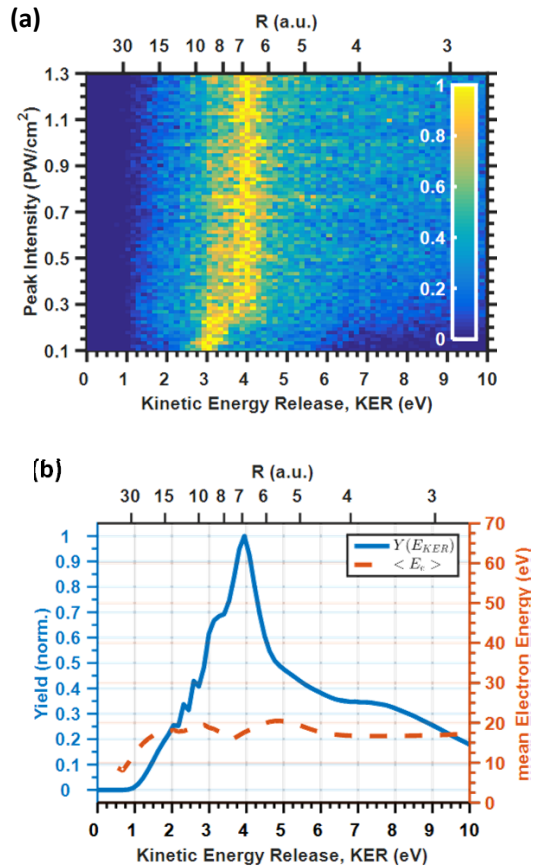 (a)
R (a.u.)
30 15 10 8 7 6 5 4 3
Peak Intensity (PW/cm²)
1.3
1.1
0.9
0.7
0.5
0.3
0.1
1
0.8
0.6
0.4
0.2
0
0 1 2 3 4 5 6 7 8 9 10
Kinetic Energy Release, KER (eV)
(b)
R (a.u.)
30 15 10 8 7 6 5 4 3
Yield (norm.)
1
0.9
0.8
0.7
0.6
0.5
0.4
0.3
0.2
0.1
0
Y(E_{KER})
< E_e >
70
60
50
40
30
20
10
0
mean Electron Energy (eV)
0 1 2 3 4 5 6 7 8 9 10
Kinetic Energy Release, KER (eV)